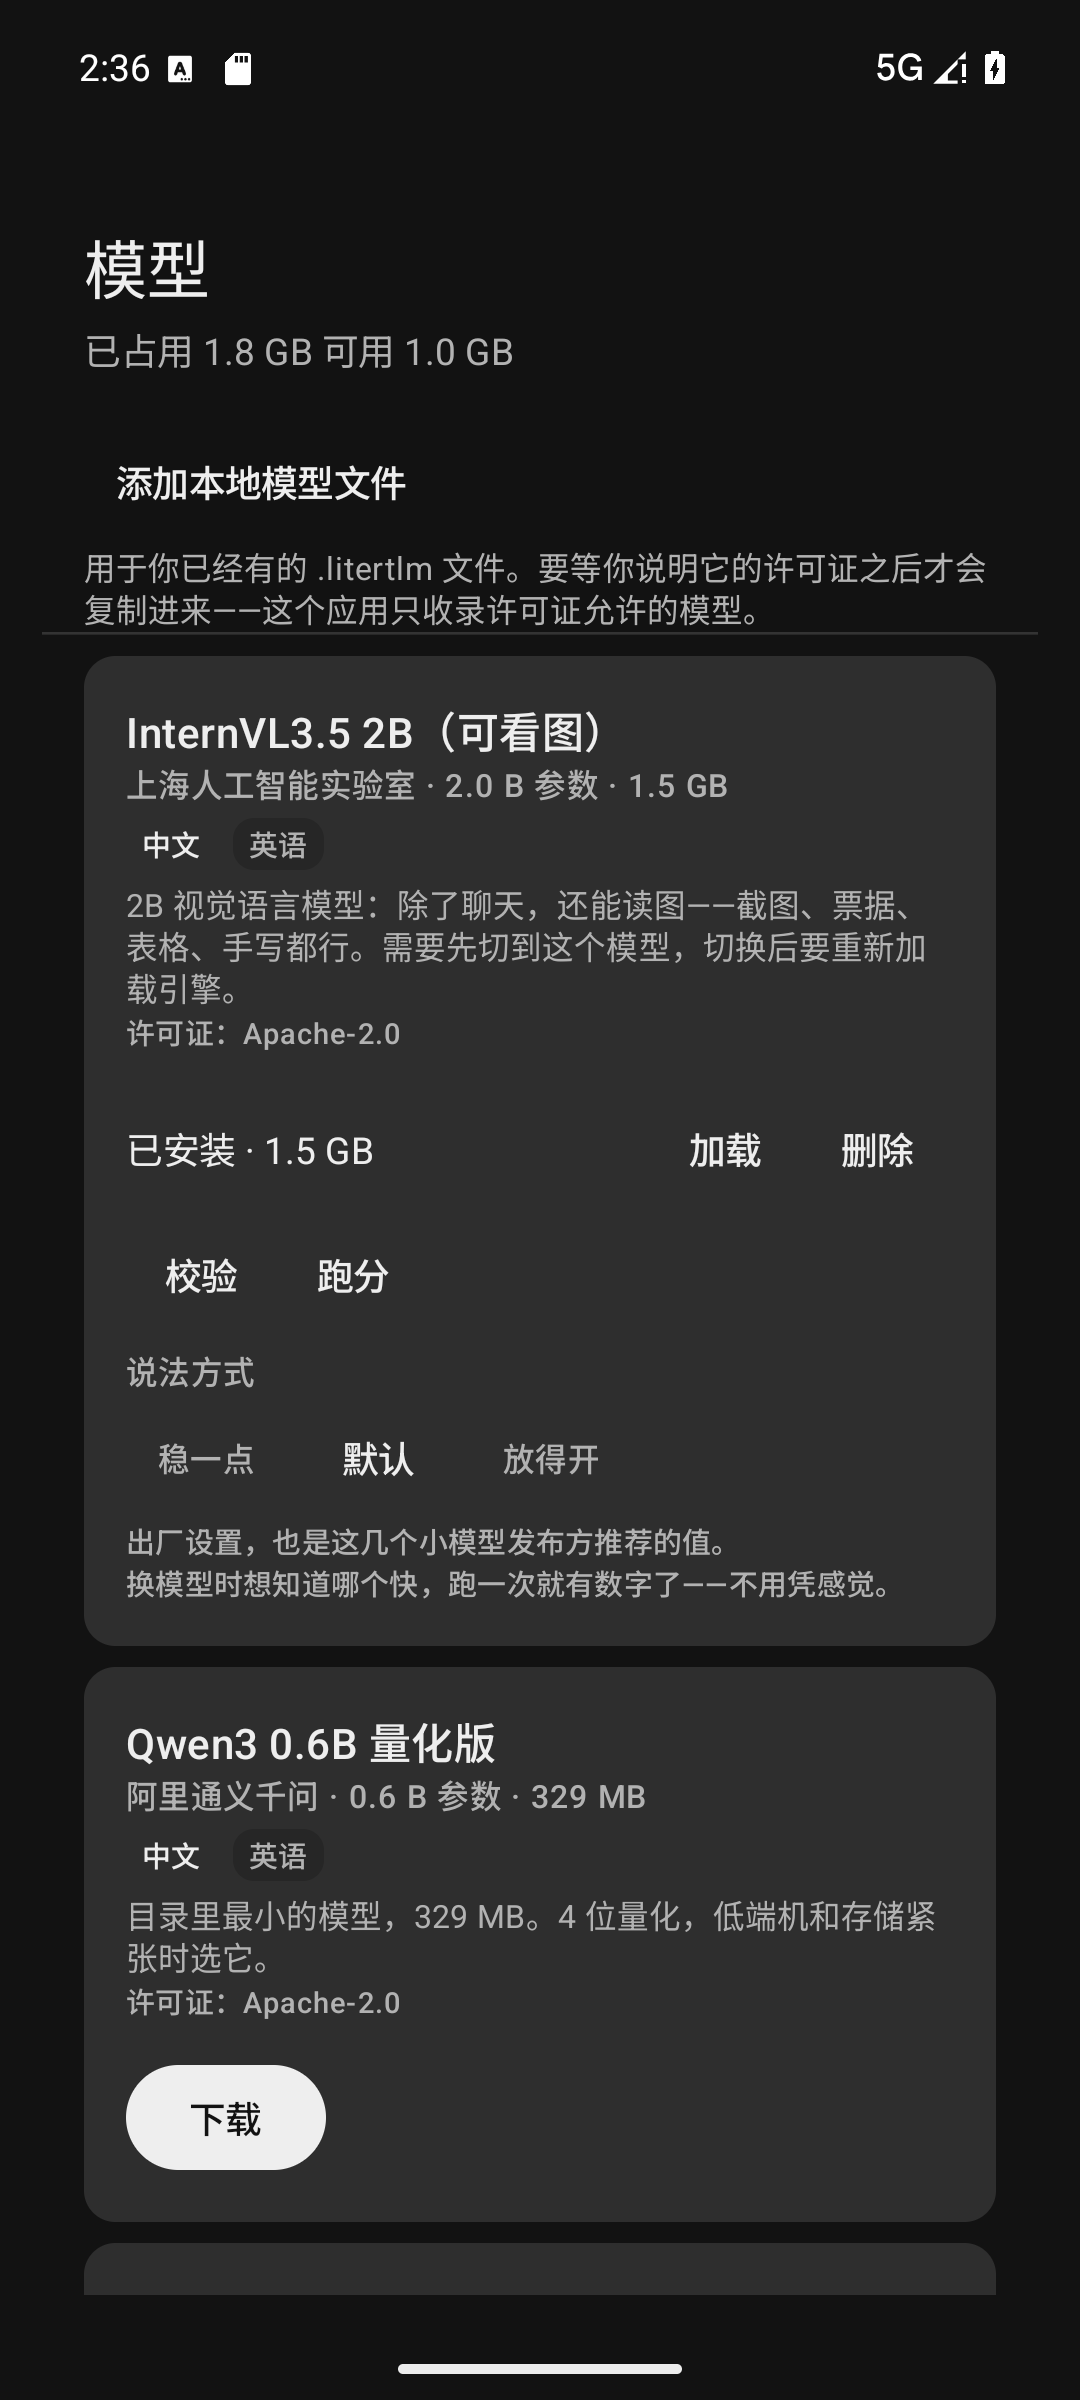 2:36
5G
模型
已占用 1.8 GB 可用 1.0 GB
添加本地模型文件
用于你已经有的 .litertlm 文件。要等你说明它的许可证之后才会
复制进来——这个应用只收录许可证允许的模型。
InternVL3.5 2B（可看图）
上海人工智能实验室 · 2.0 B 参数 · 1.5 GB
中文 英语
2B 视觉语言模型：除了聊天，还能读图——截图、票据、
表格、手写都行。需要先切到这个模型，切换后要重新加
载引擎。
许可证：Apache-2.0
已安装 · 1.5 GB 加载 删除
校验 跑分
说法方式
稳一点 默认 放得开
出厂设置，也是这几个小模型发布方推荐的值。
换模型时想知道哪个快，跑一次就有数字了——不用凭感觉。
Qwen3 0.6B 量化版
阿里通义千问 · 0.6 B 参数 · 329 MB
中文 英语
目录里最小的模型，329 MB。4 位量化，低端机和存储紧
张时选它。
许可证：Apache-2.0
下载